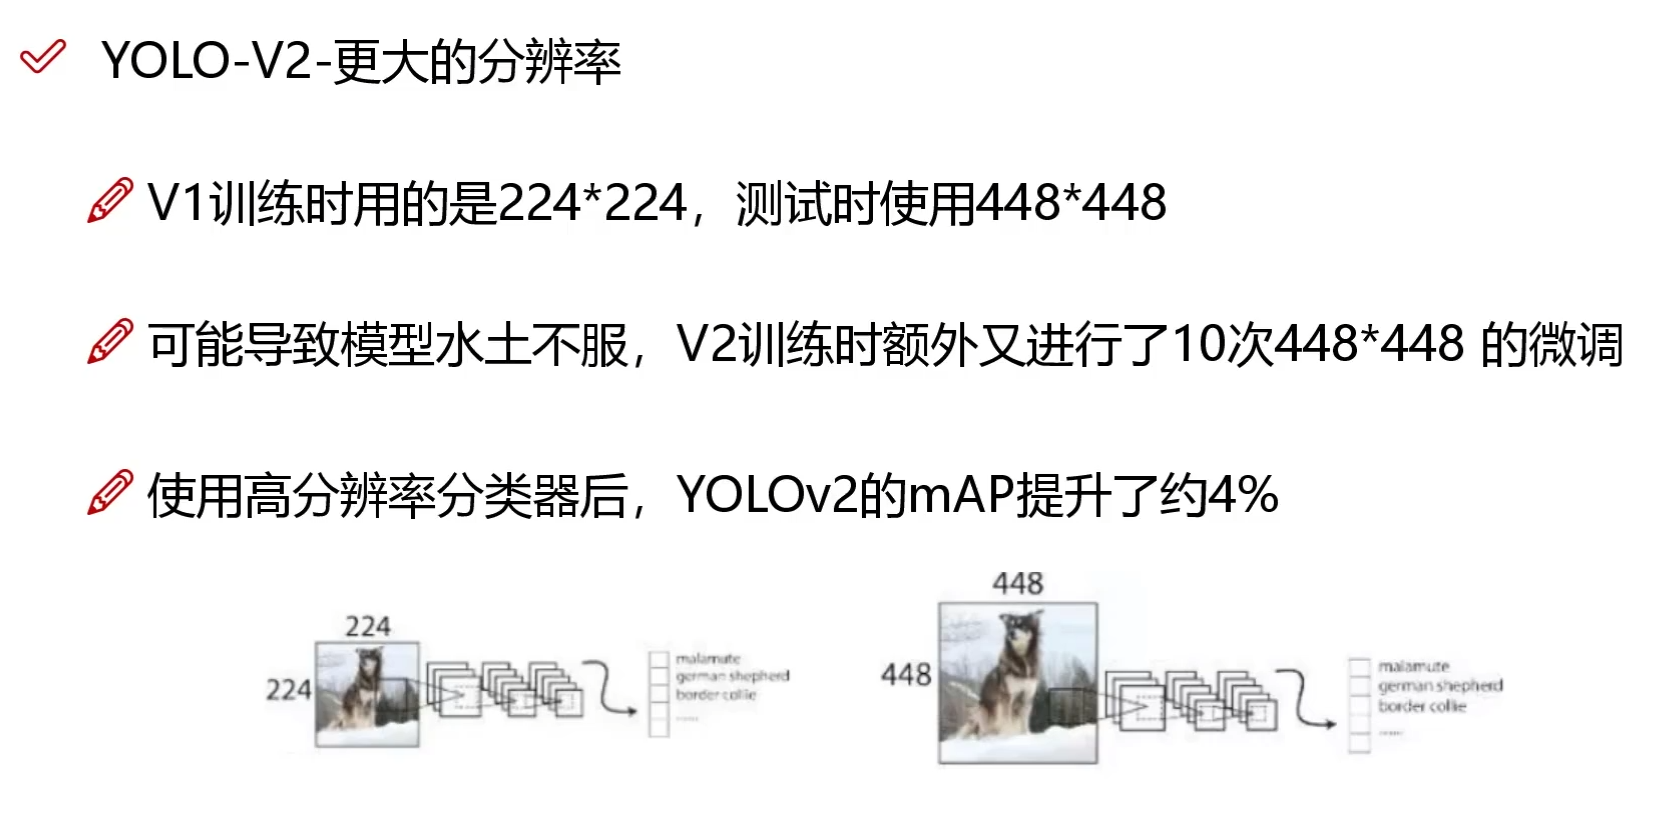 YOLO-V2-更大的分辨率
V1训练时用的是224*224，测试时使用448*448
可能导致模型水土不服，V2训练时额外又进行了10次448*448 的微调
使用高分辨率分类器后，YOLOv2的mAP提升了约4%
224
224
malamute
german shepherd
border collie
448
448
malamute
german shepherd
border collie